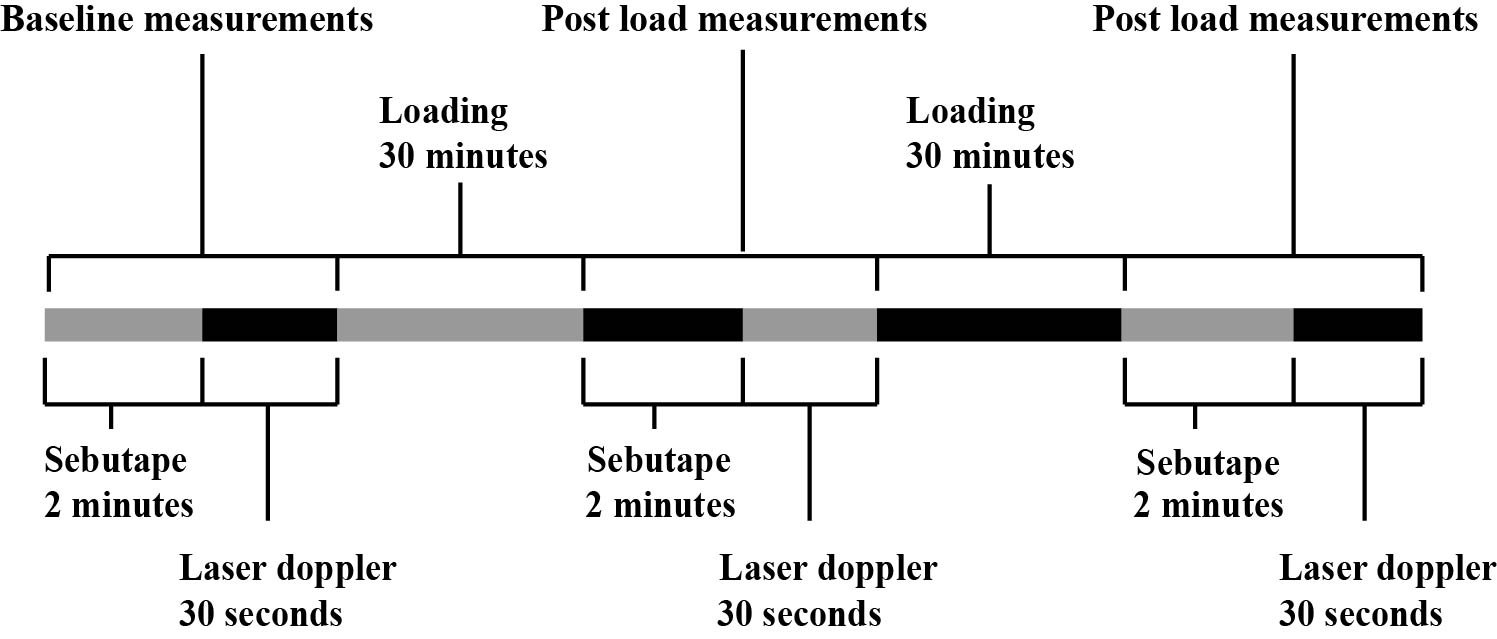 Baseline measurements
Post load measurements
Post load measurements
Loading
30 minutes
Loading
30 minutes
Sebutape
2 minutes
Sebutape
2 minutes
Sebutape
2 minutes
Laser doppler
30 seconds
Laser doppler
30 seconds
Laser doppler
30 seconds